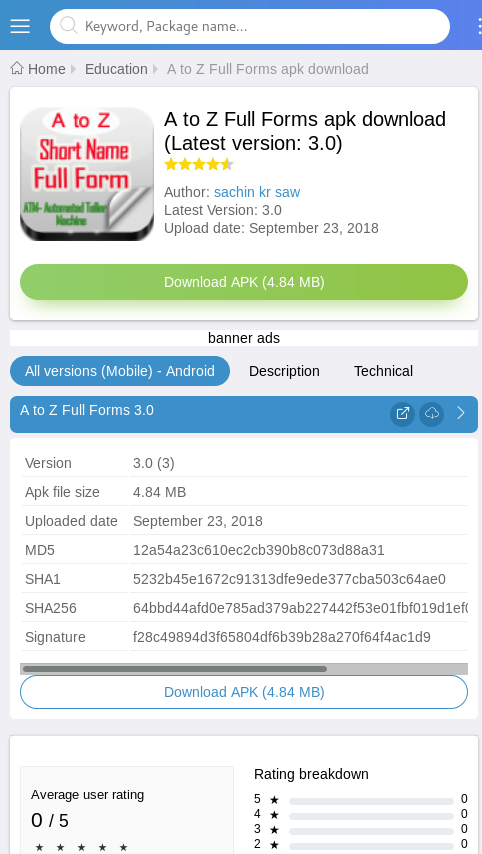 Keyword, Package name...
Home Education A to Z Full Forms apk download
A to Z
Short Name
Full Form
ATM- Automated Teller
Machine
A to Z Full Forms apk download
(Latest version: 3.0)
Author: sachin kr saw
Latest Version: 3.0
Upload date: September 23, 2018
Download APK (4.84 MB)
banner ads
All versions (Mobile) - Android Description Technical
A to Z Full Forms 3.0
Version 3.0 (3)
Apk file size 4.84 MB
Uploaded date September 23, 2018
MD5 12a54a23c610ec2cb390b8c073d88a31
SHA1 5232b45e1672c91313dfe9ede377cba503c64ae0
SHA256 64bbd44afd0e785ad379ab227442f53e01fbf019d1ef0
Signature f28c49894d3f65804df6b39b28a270f64f4ac1d9
Download APK (4.84 MB)
Rating breakdown
Average user rating
0 / 5
5 ★ 0
4 ★ 0
3 ★ 0
2 ★ 0